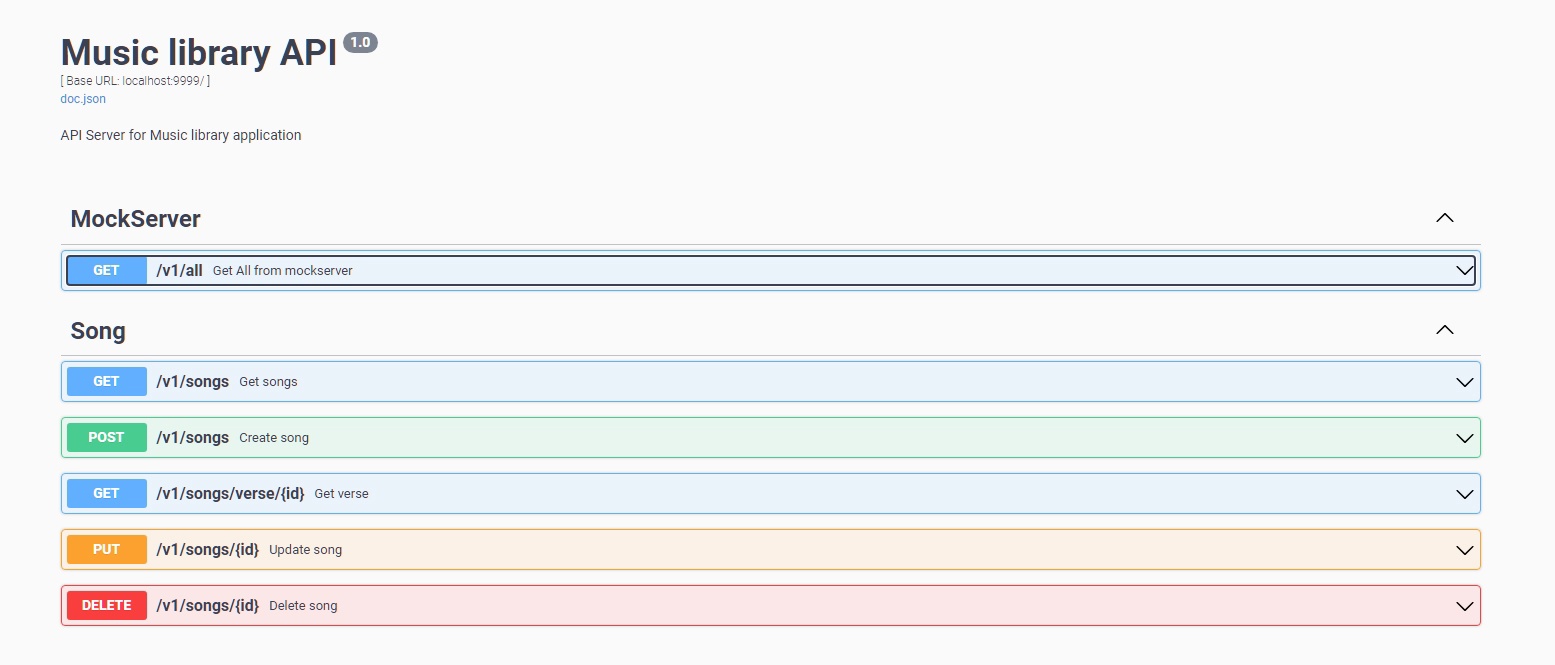 Music library API 1.0
[ Base URL: localhost:9999/ ]
doc.json
API Server for Music library application
MockServer
GET /v1/all Get All from mockserver
Song
GET /v1/songs Get songs
POST /v1/songs Create song
GET /v1/songs/verse/{id} Get verse
PUT /v1/songs/{id} Update song
DELETE /v1/songs/{id} Delete song